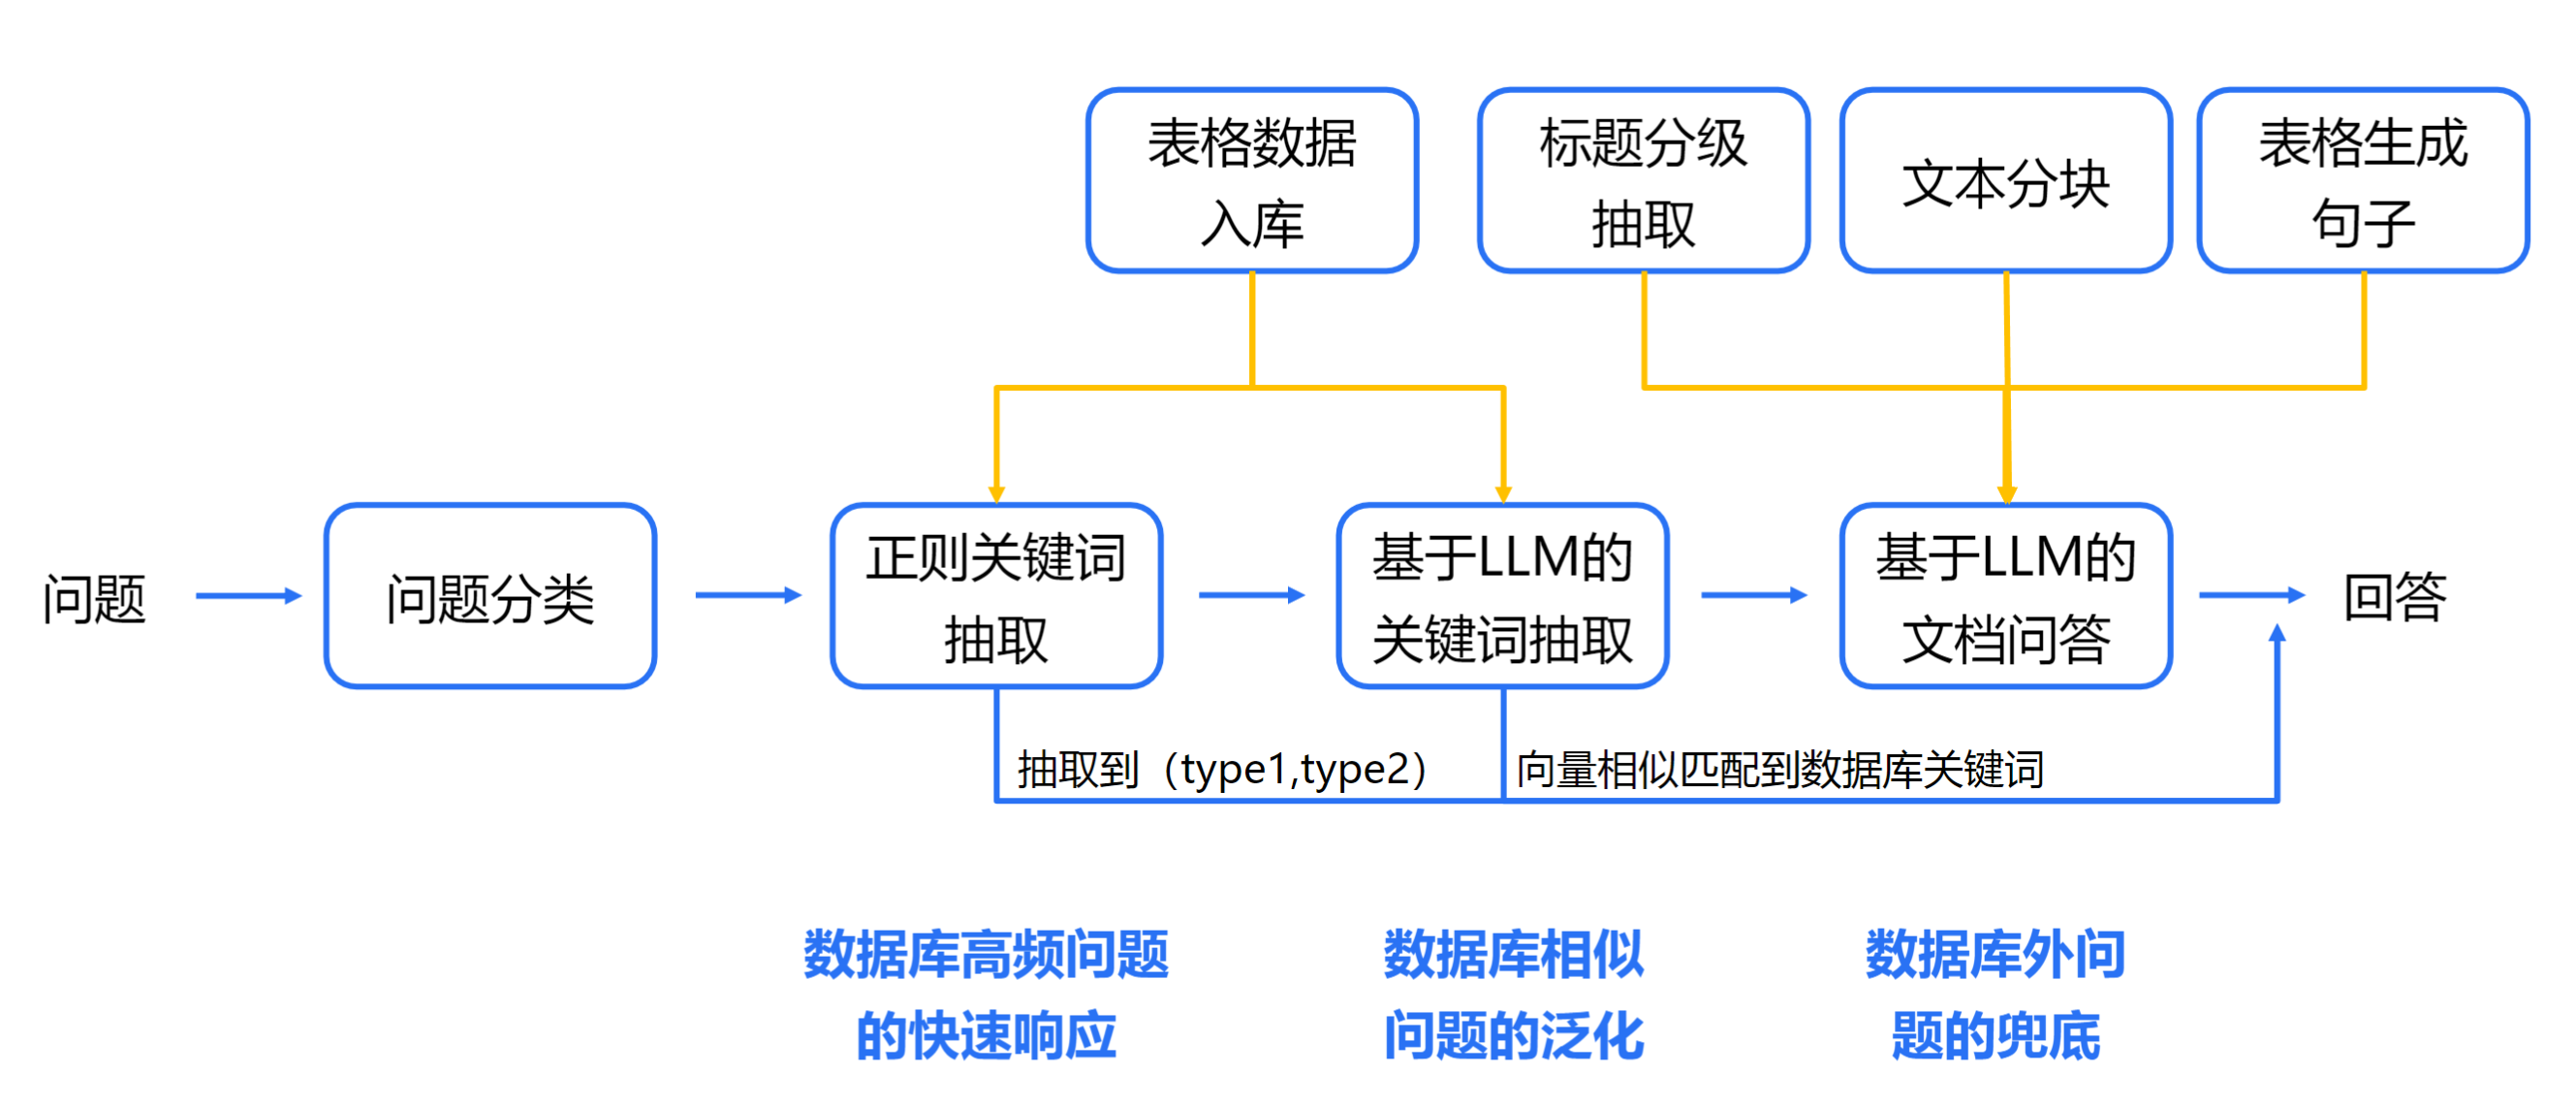 表格数据
入库
标题分级
抽取
文本分块
表格生成
句子
问题
问题分类
正则关键词
抽取
基于LLM的
关键词抽取
基于LLM的
文档问答
回答
抽取到（type1,type2）
向量相似匹配到数据库关键词
数据库高频问题
的快速响应
数据库相似
问题的泛化
数据库外问
题的兜底